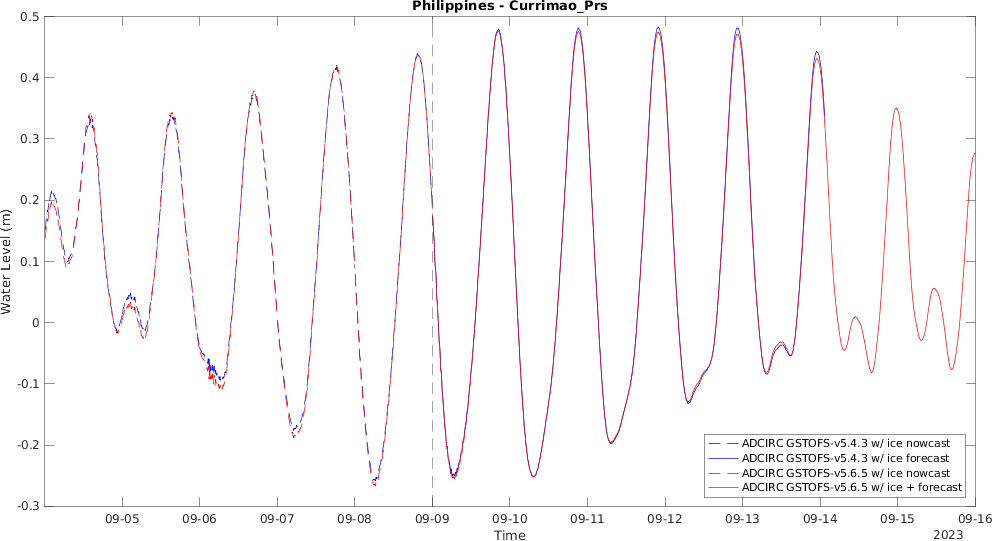 Philippines - Currimao_Prs
0.5
0.4
0.3
0.2
0.1
0
-0.1
-0.2
-0.3
Water Level (m)
ADCIRC GSTOFS-v5.4.3 w/ ice nowcast
ADCIRC GSTOFS-v5.4.3 w/ ice forecast
ADCIRC GSTOFS-v5.6.5 w/ ice nowcast
ADCIRC GSTOFS-v5.6.5 w/ ice + forecast
09-05 09-06 09-07 09-08 09-09 09-10 09-11 09-12 09-13 09-14 09-15 09-16
Time
2023